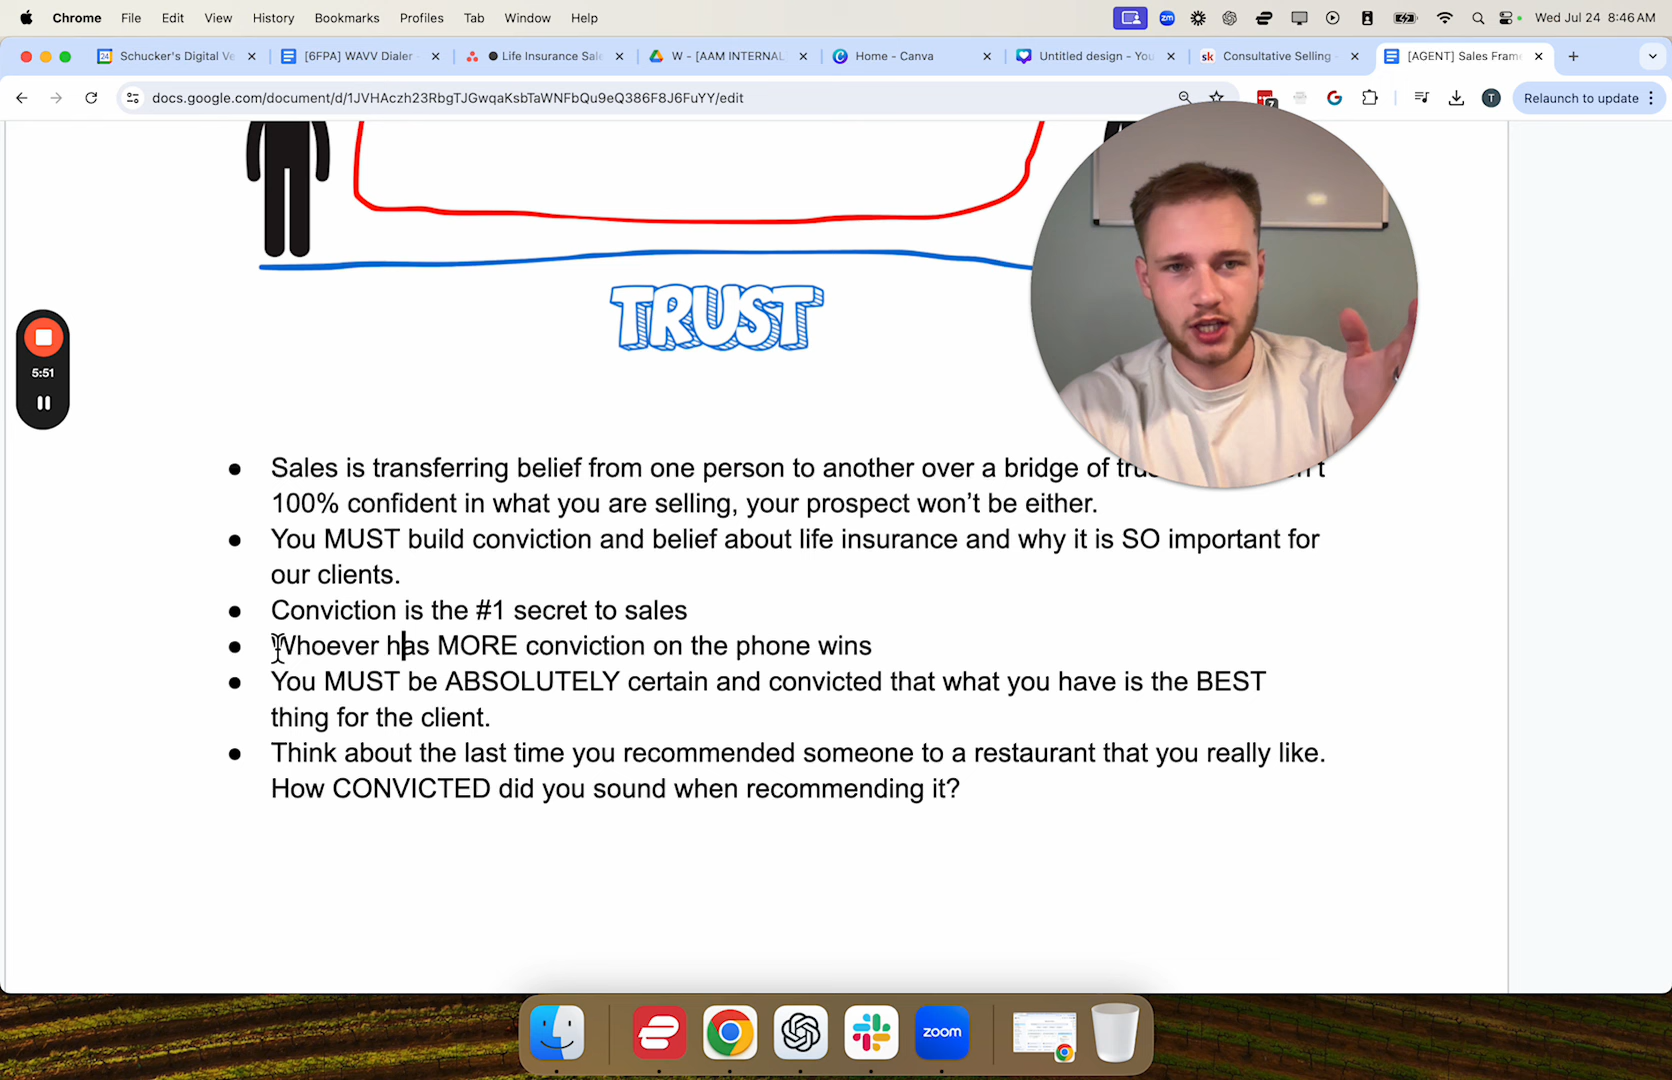 Chrome File Edit View History Bookmarks Profiles Tab Window Help zm Wed Jul 24 8:46 AM
24 Schucker's Digital Ve [6FPA] WAVV Dialer - Life Insurance Sale W - [AAM INTERNAL Home - Canva Untitled design - You sk Consultative Selling - [AGENT] Sales Frame
docs.google.com/document/d/1JVHAczh23RbgTJGwqaKsbTaWNFbQu9eQ386F8J6FuYY/edit 7 T Relaunch to update
TRUST
5:51
Sales is transferring belief from one person to another over a bridge of
100% confident in what you are selling, your prospect won't be either.
You MUST build conviction and belief about life insurance and why it is SO important for
our clients.
Conviction is the #1 secret to sales
Whoever has MORE conviction on the phone wins
You MUST be ABSOLUTELY certain and convicted that what you have is the BEST
thing for the client.
Think about the last time you recommended someone to a restaurant that you really like.
How CONVICTED did you sound when recommending it?
zoom